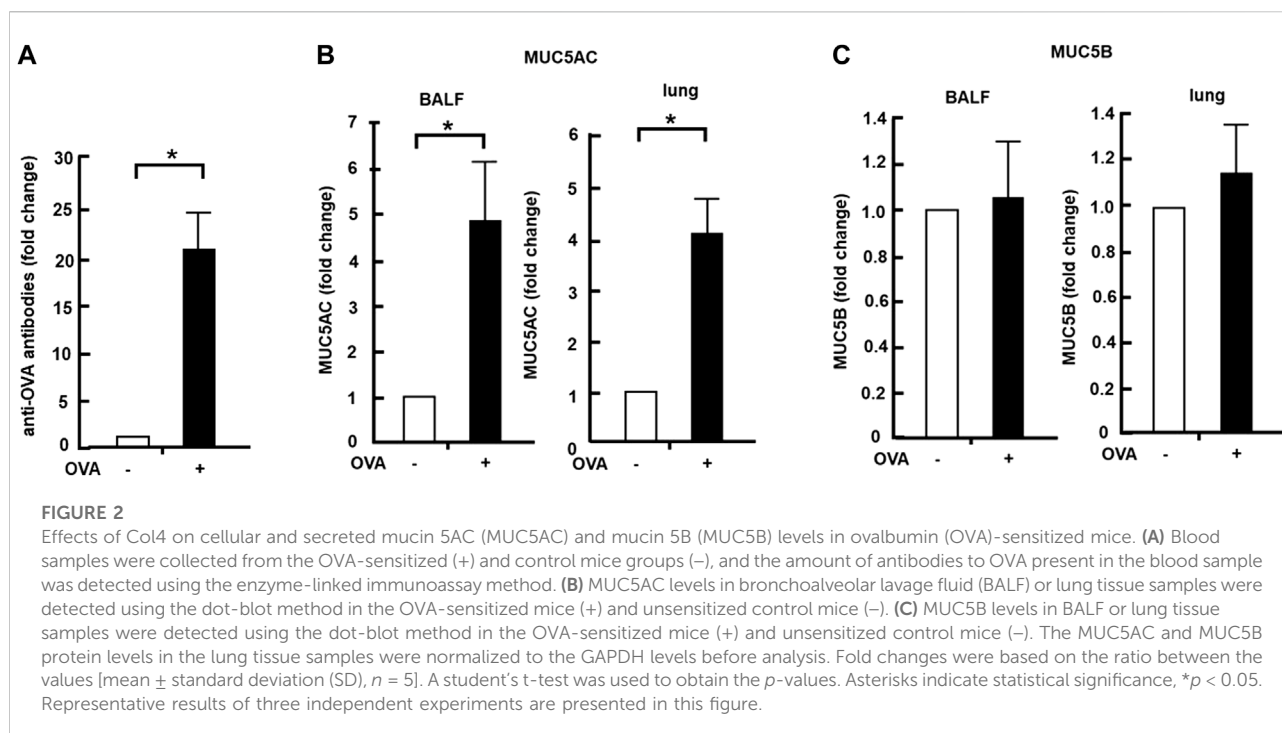 A
B
MUC5AC
C
MUC5B
BALF
lung
BALF
lung
anti-OVA antibodies (fold change)
30
25
20
15
10
5
0
*
OVA - +
MUC5AC (fold change)
7
6
5
4
3
2
1
0
*
OVA - +
MUC5AC (fold change)
6
5
4
3
2
1
0
*
- +
MUC5B (fold change)
1.4
1.2
1.0
0.8
0.6
0.4
0.2
0
OVA - +
MUC5B (fold change)
1.4
1.2
1.0
0.8
0.6
0.4
0.2
0
- +
FIGURE 2
Effects of Col4 on cellular and secreted mucin 5AC (MUC5AC) and mucin 5B (MUC5B) levels in ovalbumin (OVA)-sensitized mice. (A) Blood
samples were collected from the OVA-sensitized (+) and control mice groups (–), and the amount of antibodies to OVA present in the blood sample
was detected using the enzyme-linked immunoassay method. (B) MUC5AC levels in bronchoalveolar lavage fluid (BALF) or lung tissue samples were
detected using the dot-blot method in the OVA-sensitized mice (+) and unsensitized control mice (–). (C) MUC5B levels in BALF or lung tissue
samples were detected using the dot-blot method in the OVA-sensitized mice (+) and unsensitized control mice (–). The MUC5AC and MUC5B
protein levels in the lung tissue samples were normalized to the GAPDH levels before analysis. Fold changes were based on the ratio between the
values [mean ± standard deviation (SD), n = 5]. A student's t-test was used to obtain the p-values. Asterisks indicate statistical significance, *p < 0.05.
Representative results of three independent experiments are presented in this figure.